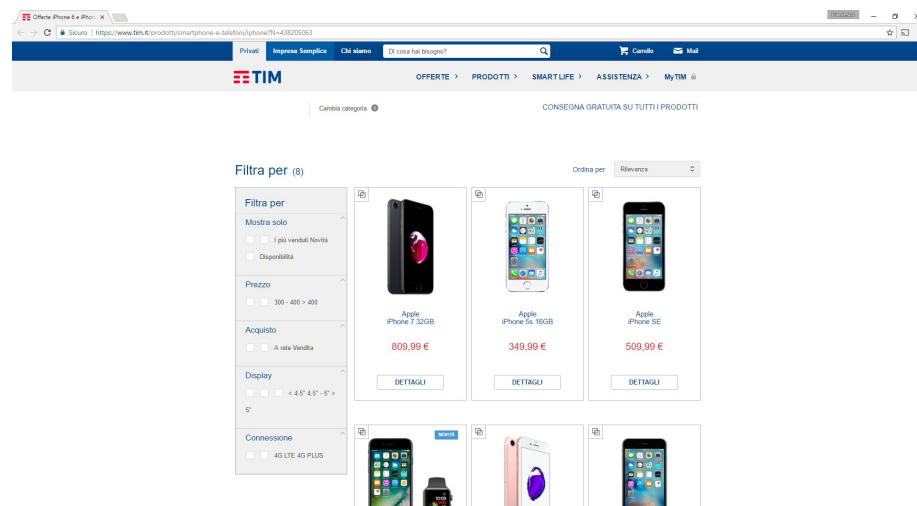 Offerte iPhone 6 e iPhon
Sicuro | https://www.tim.it/prodotti/smartphone-e-telefoni/iphone?N=438205063
Privati Impresa Semplice Chi siamo Di cosa hai bisogno? Carrello Mail
TIM OFFERTE PRODOTTI SMART LIFE ASSISTENZA MyTIM
Cambia categoria CONSEGNA GRATUITA SU TUTTI I PRODOTTI
Filtra per (8) Ordina per Rilevanza
Filtra per
Mostra solo
I più venduti Novità
Disponibilità
Prezzo
300 - 400 > 400
Acquisto
A rate Vendita
Display
< 4.5" 4.5" - 5" >
5"
Connessione
4G LTE 4G PLUS
Apple
iPhone 7 32GB
809,99 €
DETTAGLI
Apple
iPhone 5s 16GB
349,99 €
DETTAGLI
Apple
iPhone SE
509,99 €
DETTAGLI
NOVITÀ
10:09